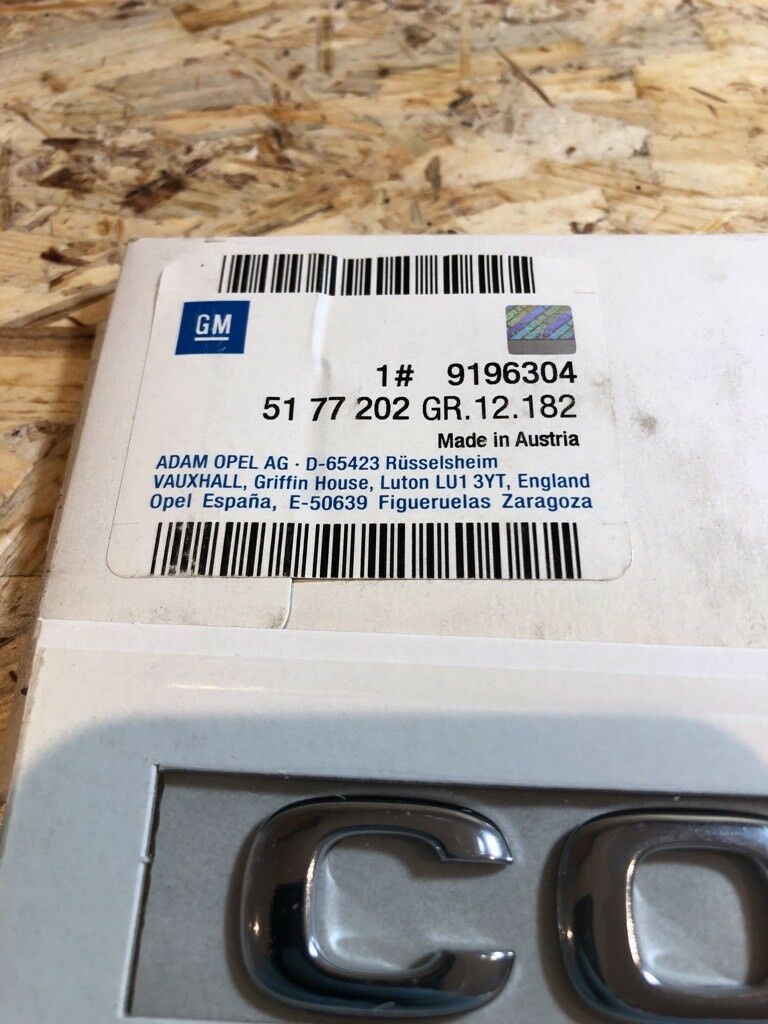 GM
1# 9196304
51 77 202 GR.12.182
Made in Austria
ADAM OPEL AG · D-65423 Rüsselsheim
VAUXHALL, Griffin House, Luton LU1 3YT, England
Opel España, E-50639 Figueruelas Zaragoza
CO